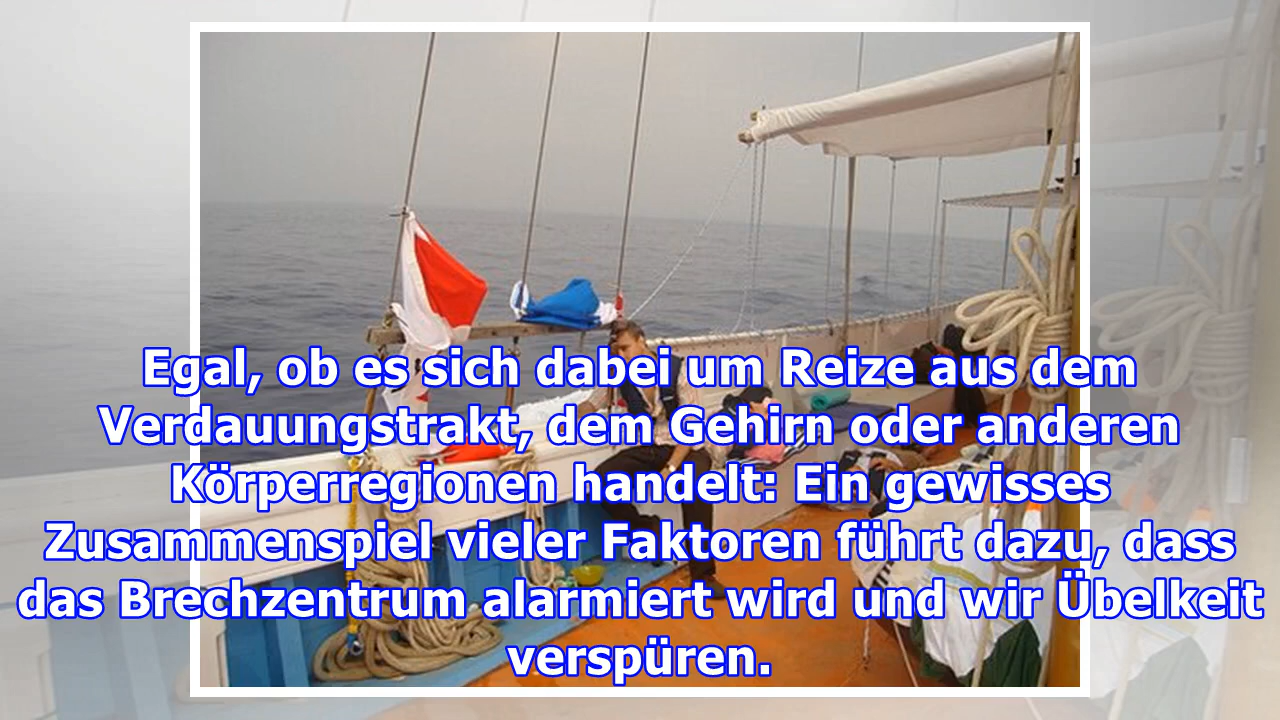 Egal, ob es sich dabei um Reize aus dem
Verdauungstrakt, dem Gehirn oder anderen
Körperregionen handelt: Ein gewisses
Zusammenspiel vieler Faktoren führt dazu, dass
das Brechzentrum alarmiert wird und wir Übelkeit
verspüren.